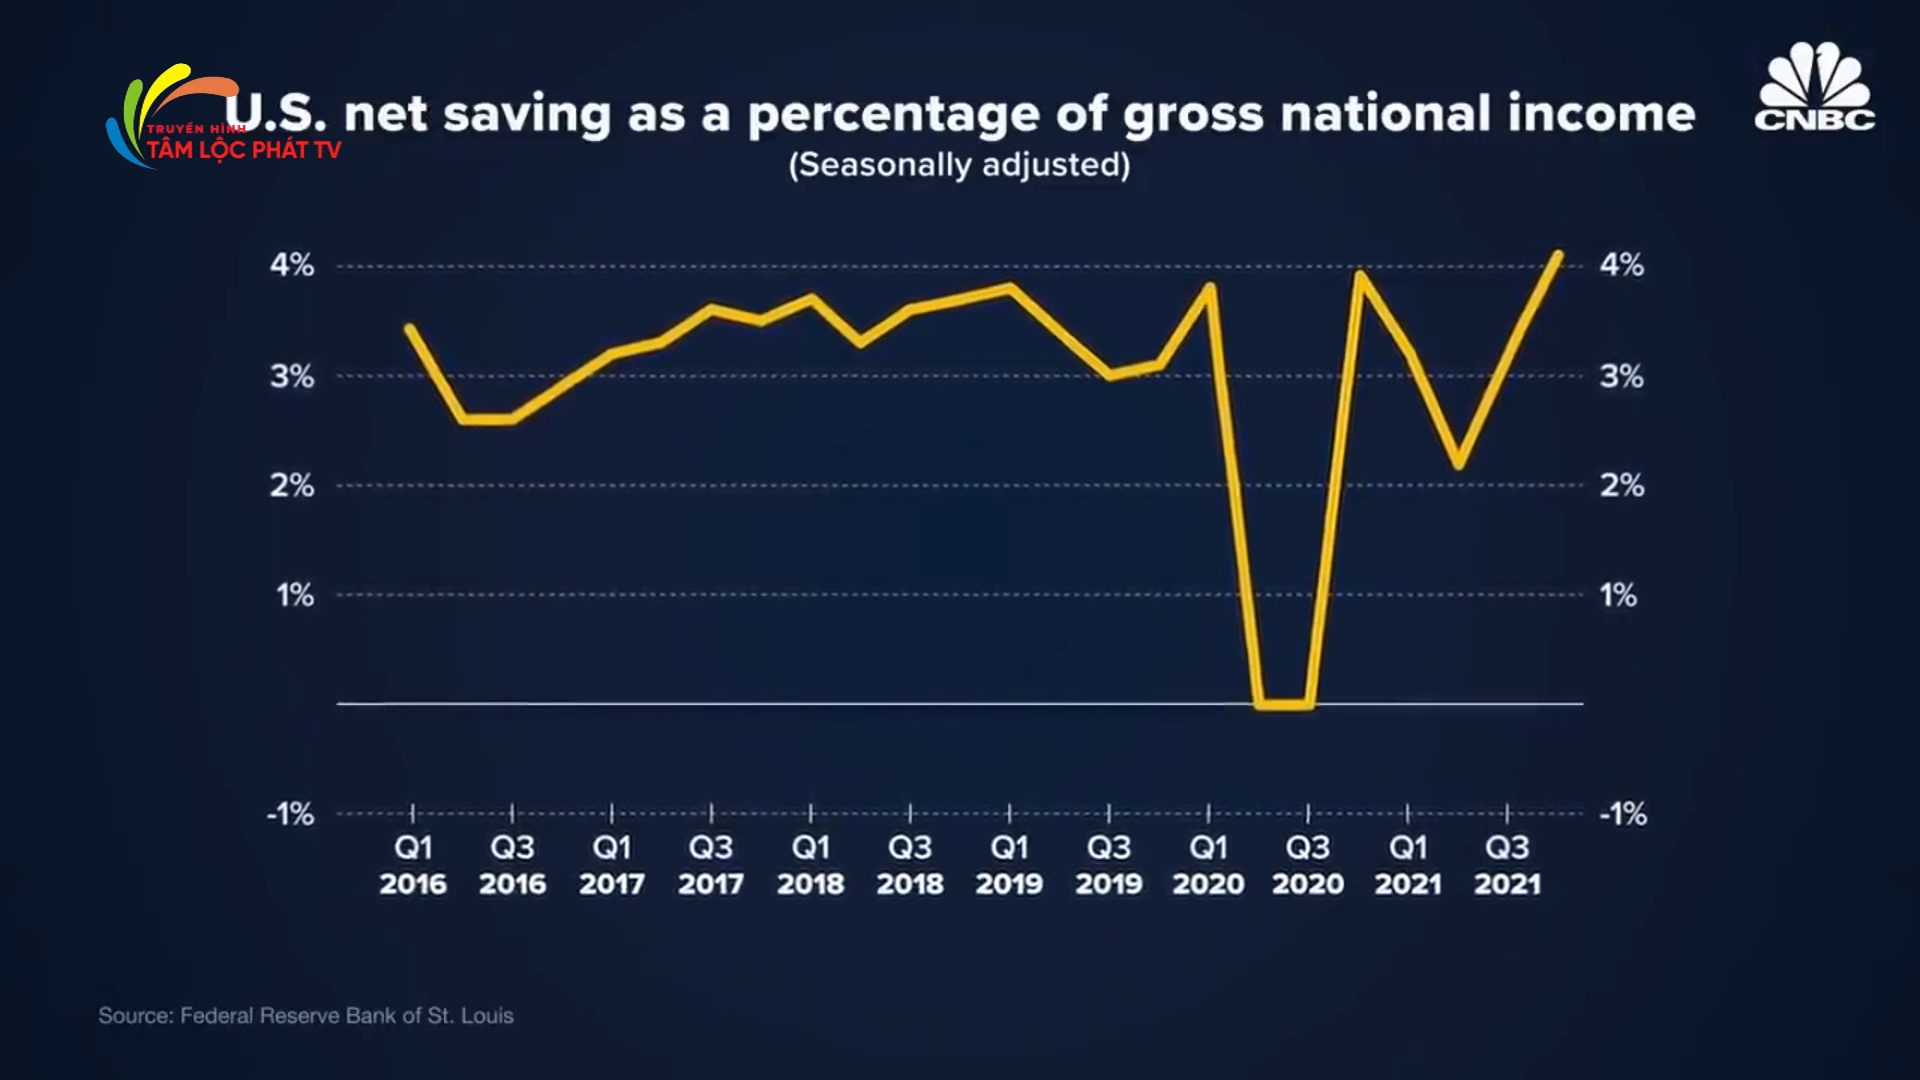 U.S. net saving as a percentage of gross national income
(Seasonally adjusted)
TRUYỀN HÌNH
TÂM LỘC PHÁT TV
CNBC
4% 4%
3% 3%
2% 2%
1% 1%
-1% -1%
Q1 Q3 Q1 Q3 Q1 Q3 Q1 Q3 Q1 Q3 Q1 Q3
2016 2016 2017 2017 2018 2018 2019 2019 2020 2020 2021 2021
Source: Federal Reserve Bank of St. Louis